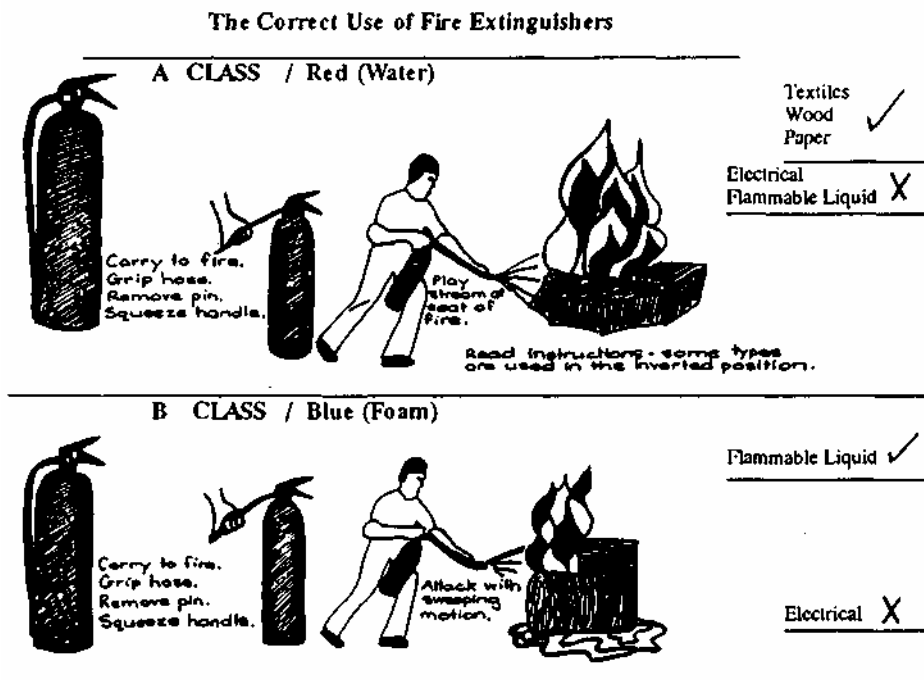 The Correct Use of Fire Extinguishers
A CLASS / Red (Water)
Textiles
Wood
Paper
Electrical
Flammable Liquid X
Carry to fire.
Grip hose.
Remove pin.
Squeeze handle.
Play
stream at
seat of
fire.
Read instructions - some types
are used in the inverted position.
B CLASS / Blue (Foam)
Flammable Liquid
Carry to fire.
Grip hose.
Remove pin.
Squeeze handle.
Attack with
sweeping
motion.
Electrical X